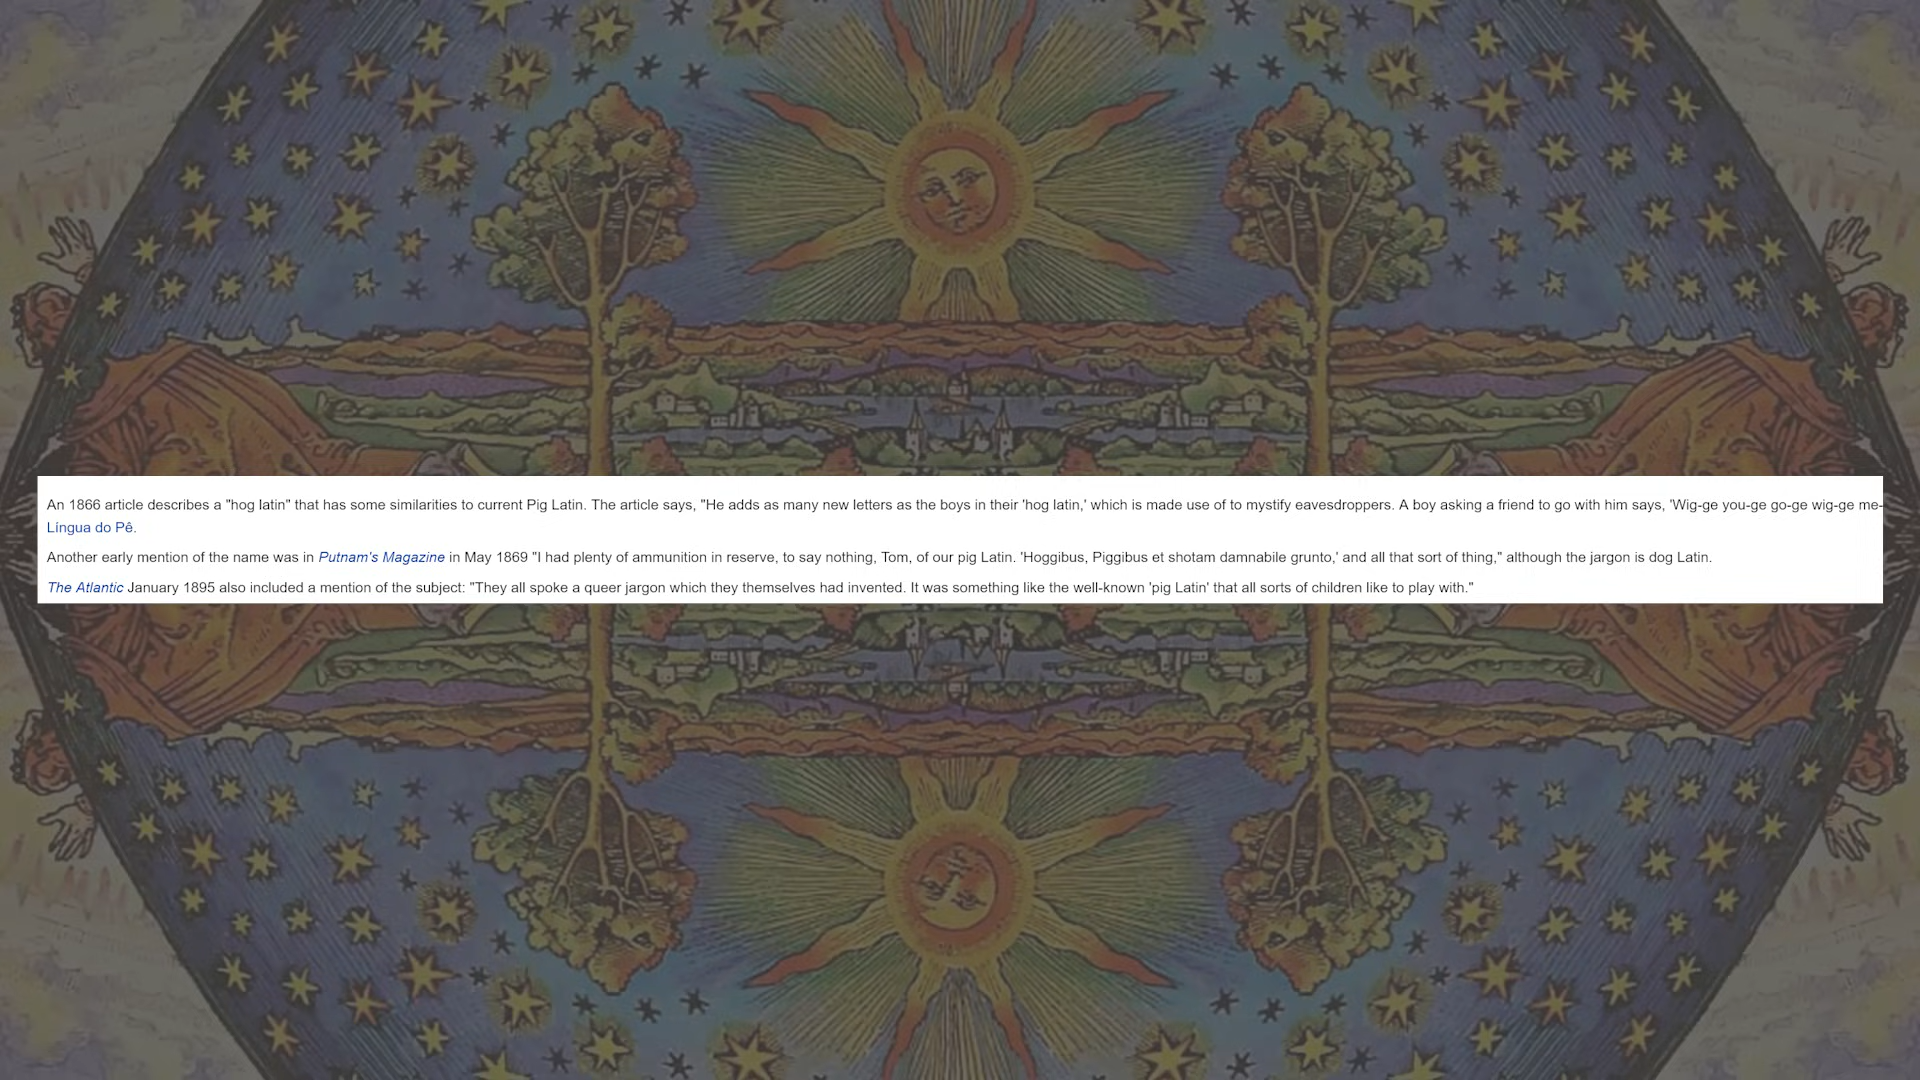 An 1866 article describes a "hog latin" that has some similarities to current Pig Latin. The article says, "He adds as many new letters as the boys in their 'hog latin,' which is made use of to mystify eavesdroppers. A boy asking a friend to go with him says, 'Wig-ge you-ge go-ge wig-ge me-
Língua do Pê.
Another early mention of the name was in Putnam's Magazine in May 1869 "I had plenty of ammunition in reserve, to say nothing, Tom, of our pig Latin. 'Hoggibus, Piggibus et shotam damnabile grunto,' and all that sort of thing," although the jargon is dog Latin.
The Atlantic January 1895 also included a mention of the subject: "They all spoke a queer jargon which they themselves had invented. It was something like the well-known 'pig Latin' that all sorts of children like to play with."